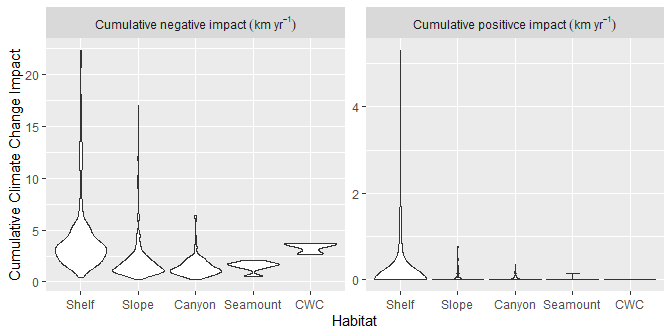 Cumulative negative impact (km yr⁻¹)
Cumulative positivce impact (km yr⁻¹)
Cumulative Climate Change Impact
20
15
10
5
0
4
2
0
Shelf Slope Canyon Seamount CWC
Shelf Slope Canyon Seamount CWC
Habitat